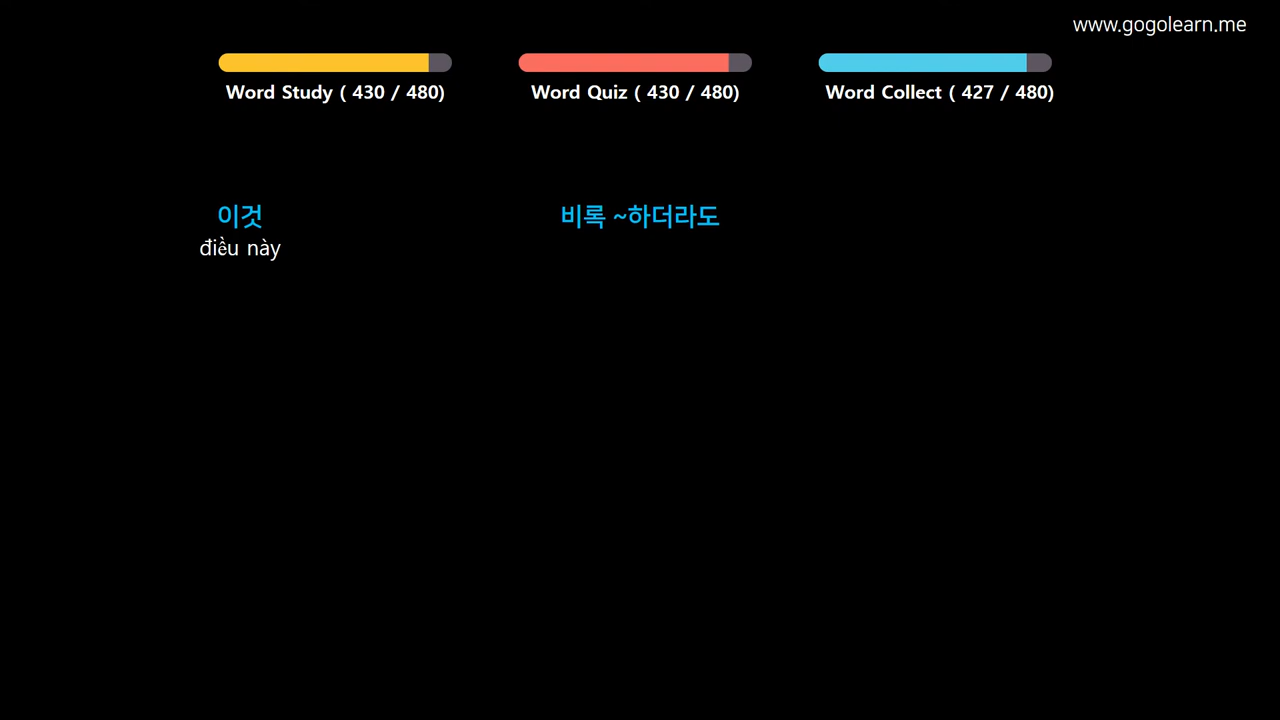 www.gogolearn.me
Word Study ( 430 / 480)
Word Quiz ( 430 / 480)
Word Collect ( 427 / 480)
이것
điều này
비록 ~하더라도